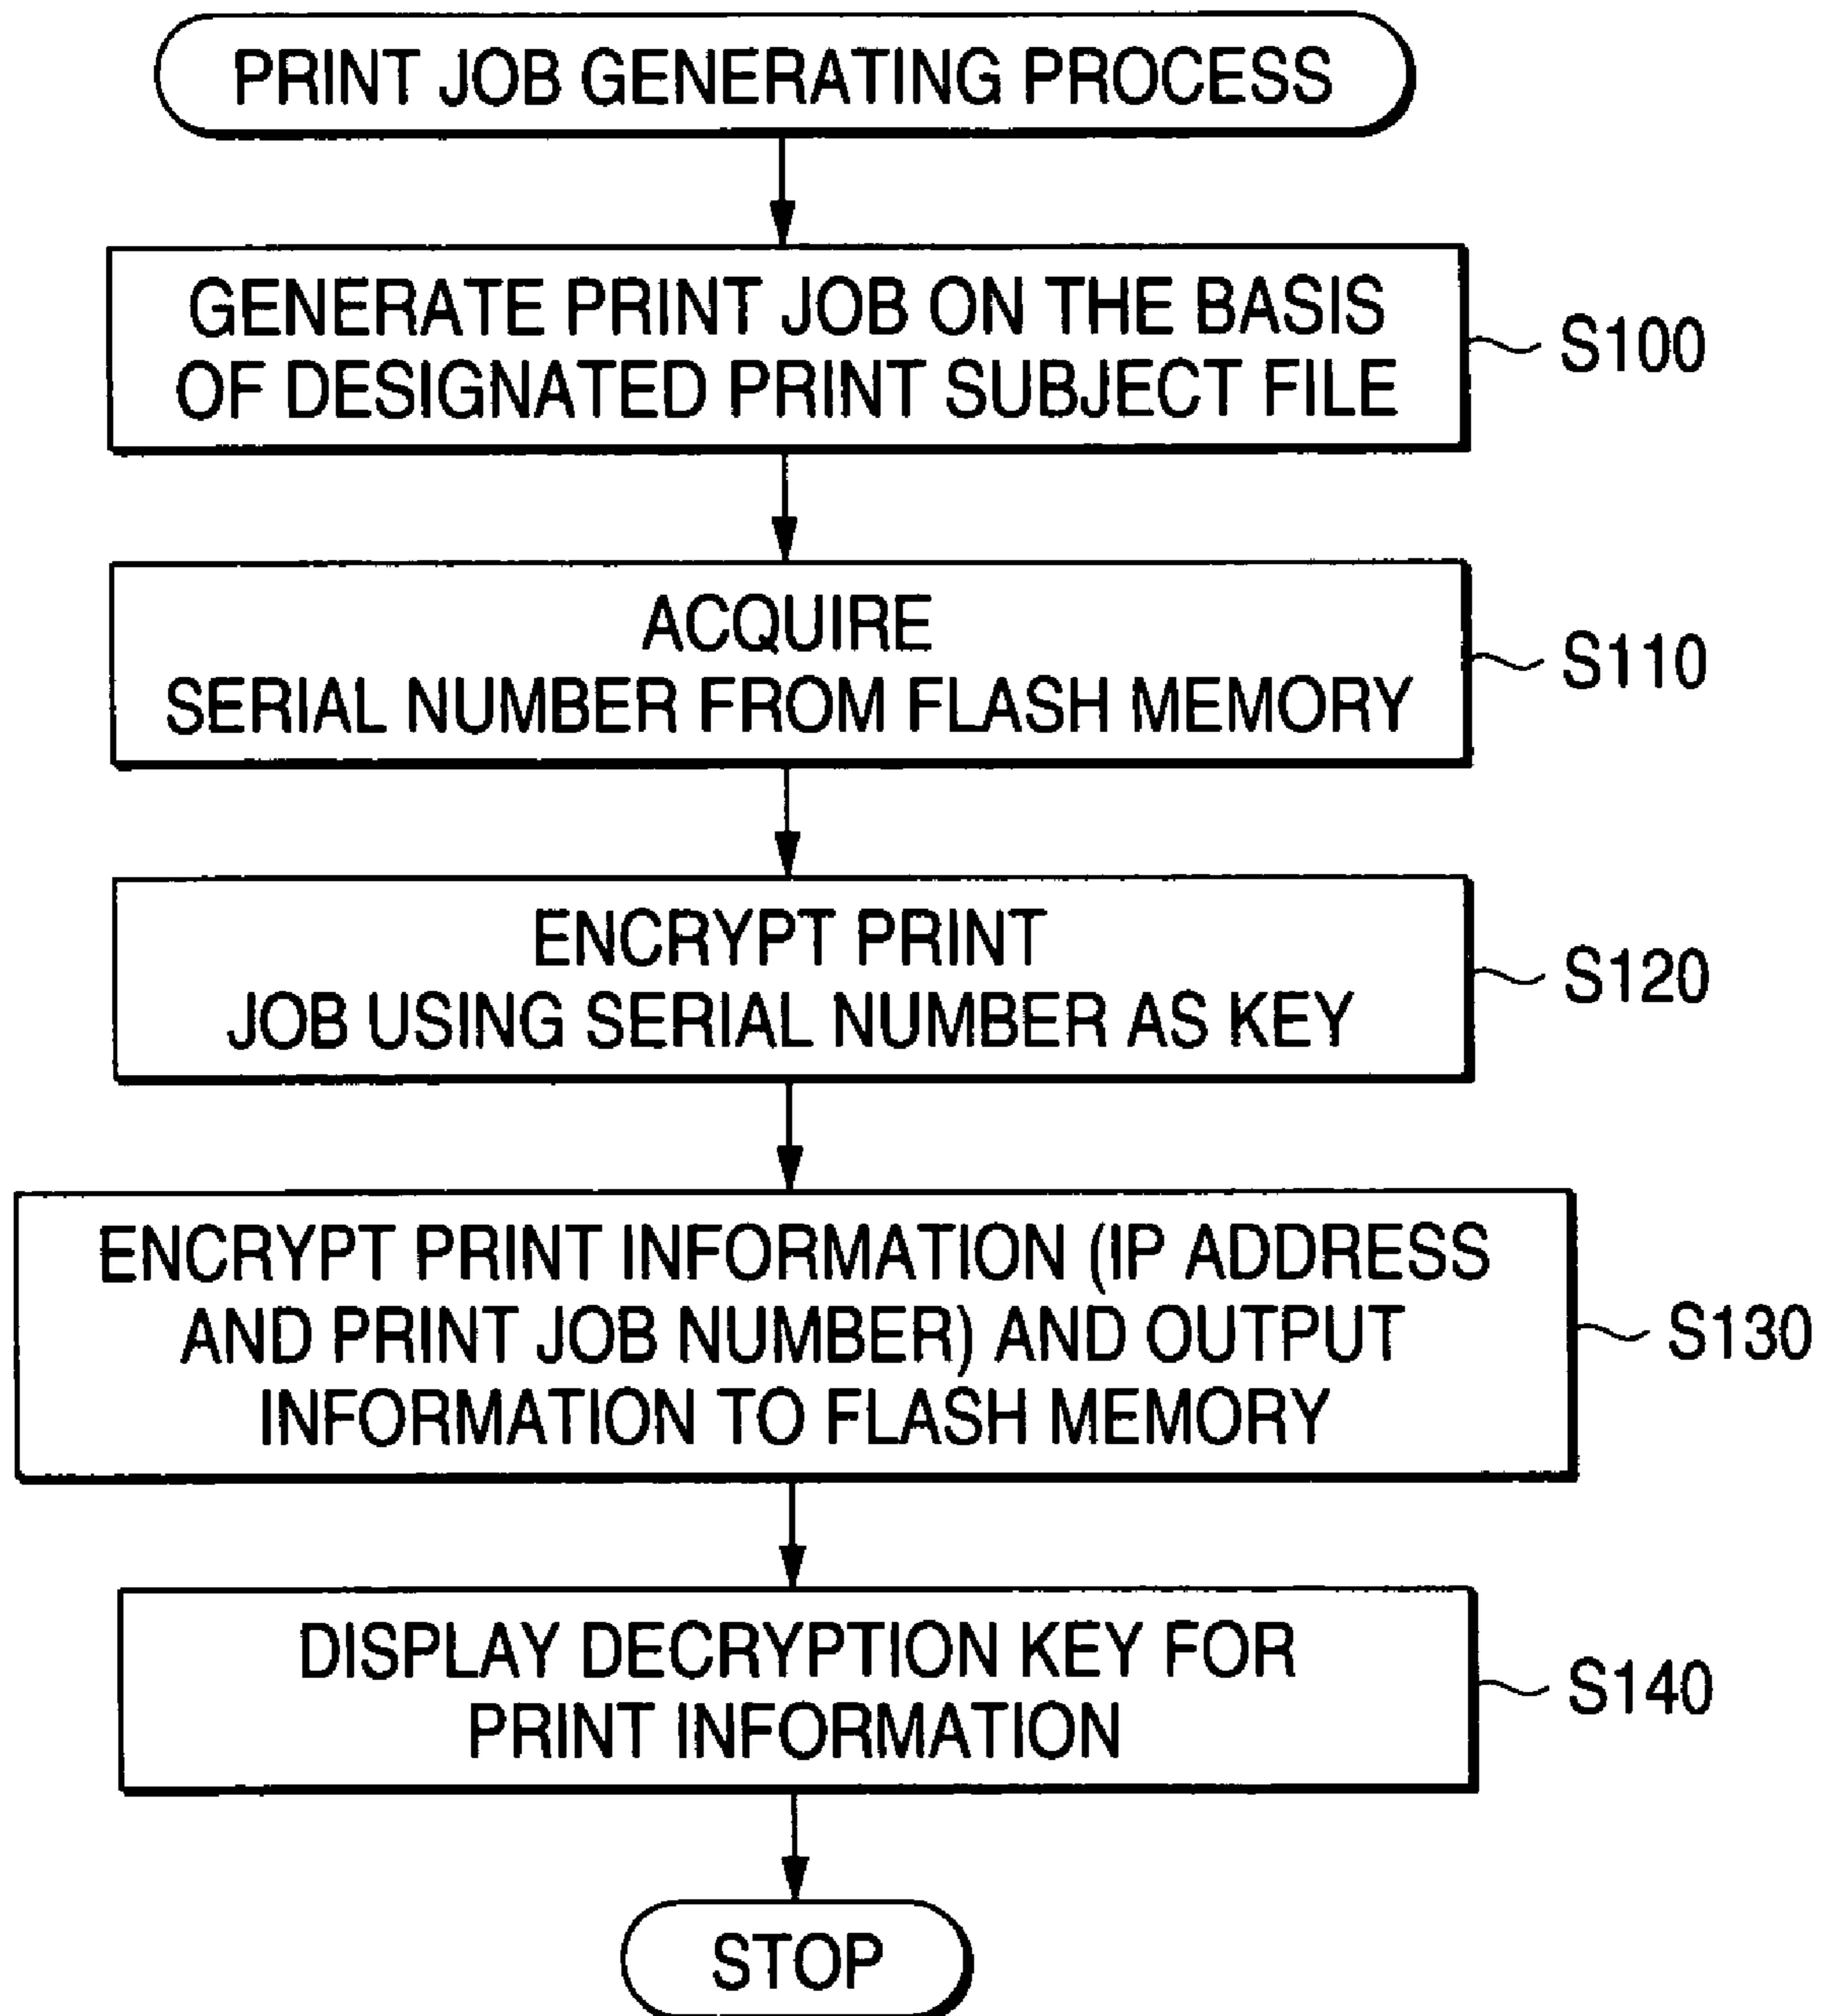 PRINT JOB GENERATING PROCESS
GENERATE PRINT JOB ON THE BASIS
OF DESIGNATED PRINT SUBJECT FILE
S100
ACQUIRE
SERIAL NUMBER FROM FLASH MEMORY
S110
ENCRYPT PRINT
JOB USING SERIAL NUMBER AS KEY
S120
ENCRYPT PRINT INFORMATION (IP ADDRESS
AND PRINT JOB NUMBER) AND OUTPUT
INFORMATION TO FLASH MEMORY
S130
DISPLAY DECRYPTION KEY FOR
PRINT INFORMATION
S140
STOP